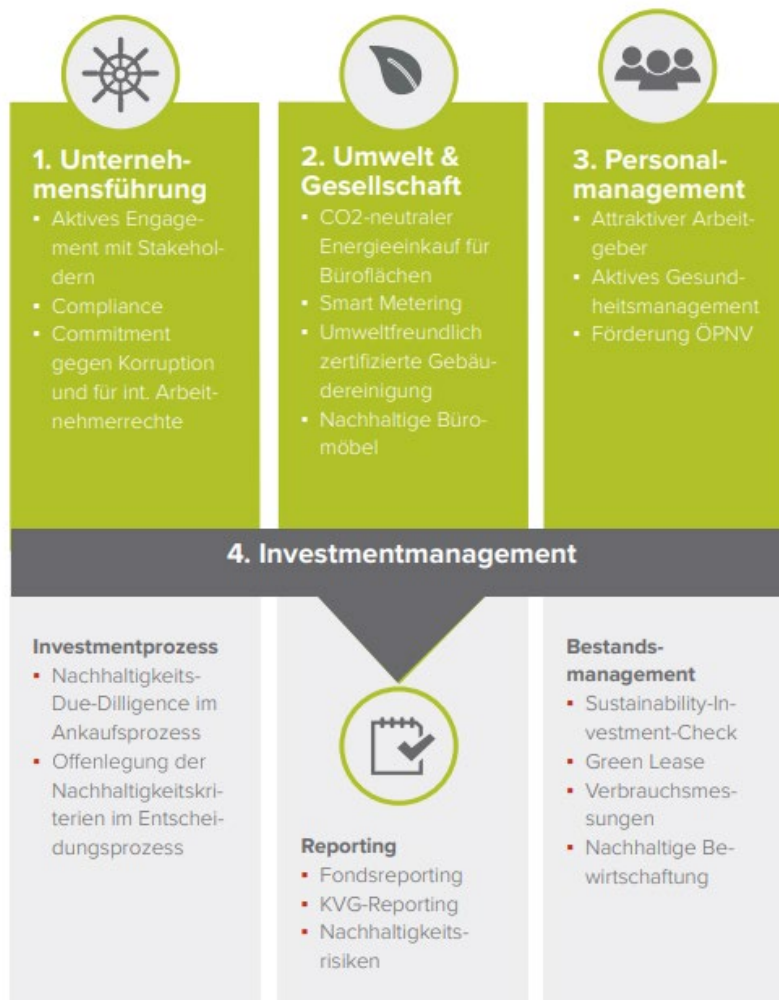 1. Unterneh-
mensführung
▪ Aktives Engage-
ment mit Stakehol-
dern
▪ Compliance
▪ Commitment
gegen Korruption
und für int. Arbeit-
nehmerrechte
2. Umwelt &
Gesellschaft
▪ CO2-neutraler
Energieeinkauf für
Büroflächen
▪ Smart Metering
▪ Umweltfreundlich
zertifizierte Gebäu-
dereinigung
▪ Nachhaltige Büro-
möbel
3. Personal-
management
▪ Attraktiver Arbeit-
geber
▪ Aktives Gesund-
heitsmanagement
▪ Förderung ÖPNV
4. Investmentmanagement
Investmentprozess
▪ Nachhaltigkeits-
Due-Dilligence im
Ankaufsprozess
▪ Offenlegung der
Nachhaltigkeitskri-
terien im Entschei-
dungsprozess
Reporting
▪ Fondsreporting
▪ KVG-Reporting
▪ Nachhaltigkeits-
risiken
Bestands-
management
▪ Sustainability-In-
vestment-Check
▪ Green Lease
▪ Verbrauchsmes-
sungen
▪ Nachhaltige Be-
wirtschaftung